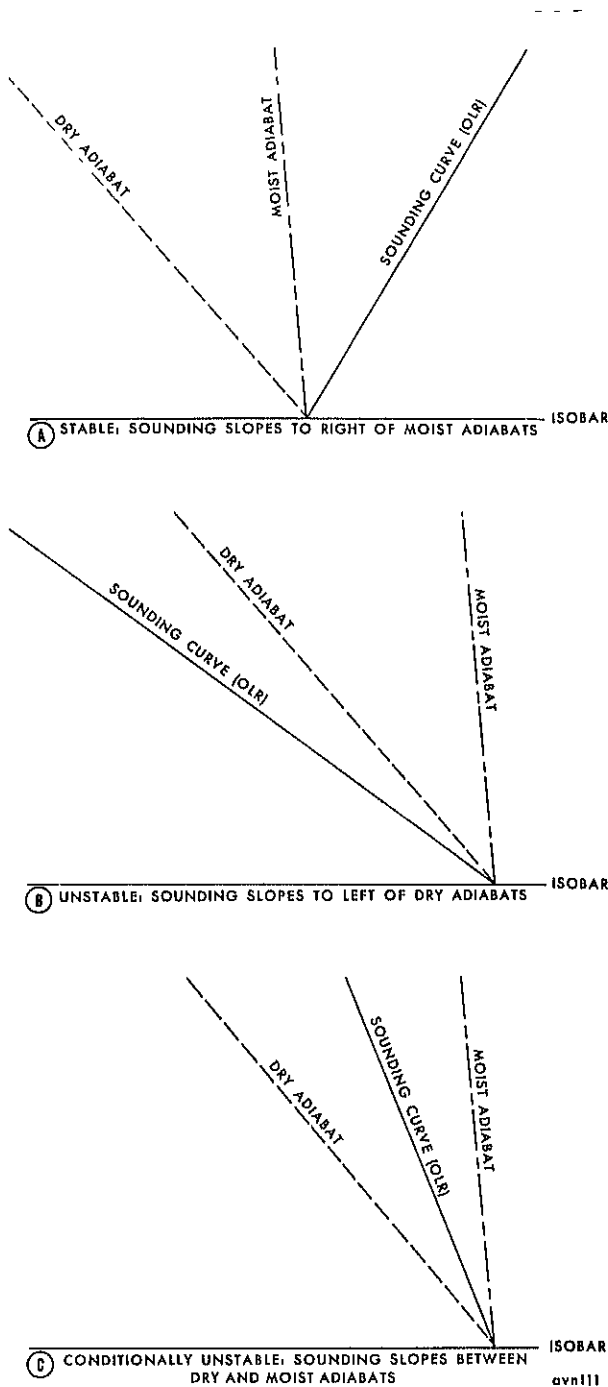 DRY ADIABAT
MOIST ADIABAT
SOUNDING CURVE (OLR)
ISOBAR
A STABLE: SOUNDING SLOPES TO RIGHT OF MOIST ADIABATS
SOUNDING CURVE (OLR)
DRY ADIABAT
MOIST ADIABAT
ISOBAR
B UNSTABLE: SOUNDING SLOPES TO LEFT OF DRY ADIABATS
DRY ADIABAT
SOUNDING CURVE (OLR)
MOIST ADIABAT
ISOBAR
C CONDITIONALLY UNSTABLE: SOUNDING SLOPES BETWEEN
DRY AND MOIST ADIABATS
avn111